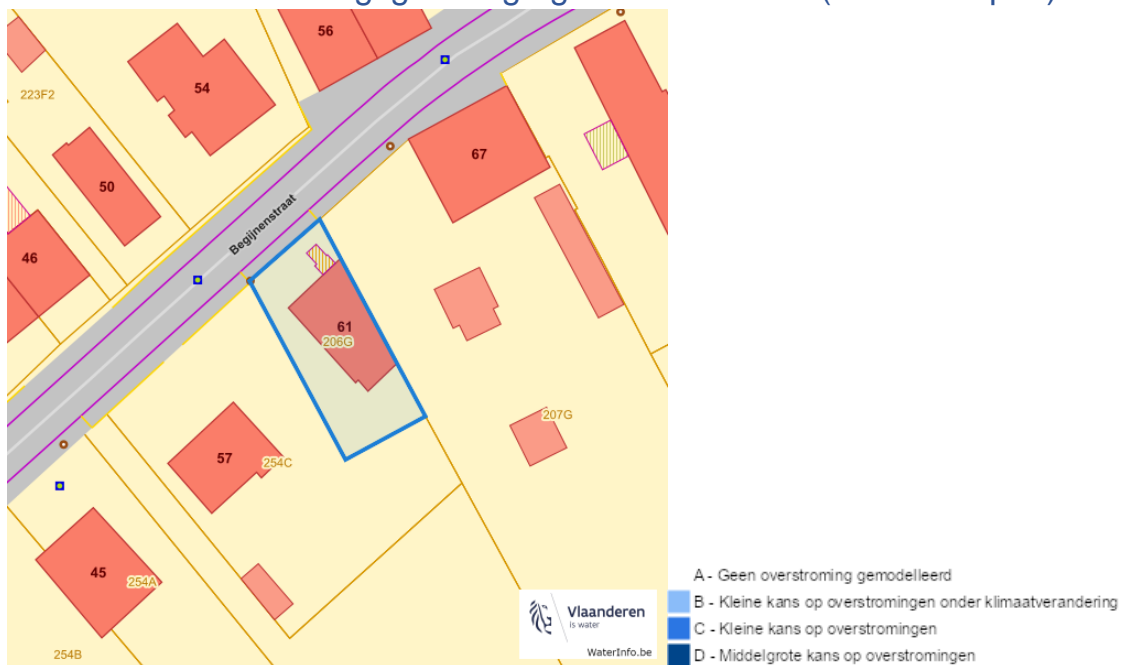 56
54
223F2
50
67
46
Begijnenstraat
61
206G
207G
57
254C
45
254A
254B
Vlaanderen
is water
WaterInfo.be
A - Geen overstroming gemodelleerd
B - Kleine kans op overstromingen onder klimaatverandering
C - Kleine kans op overstromingen
D - Middelgrote kans op overstromingen